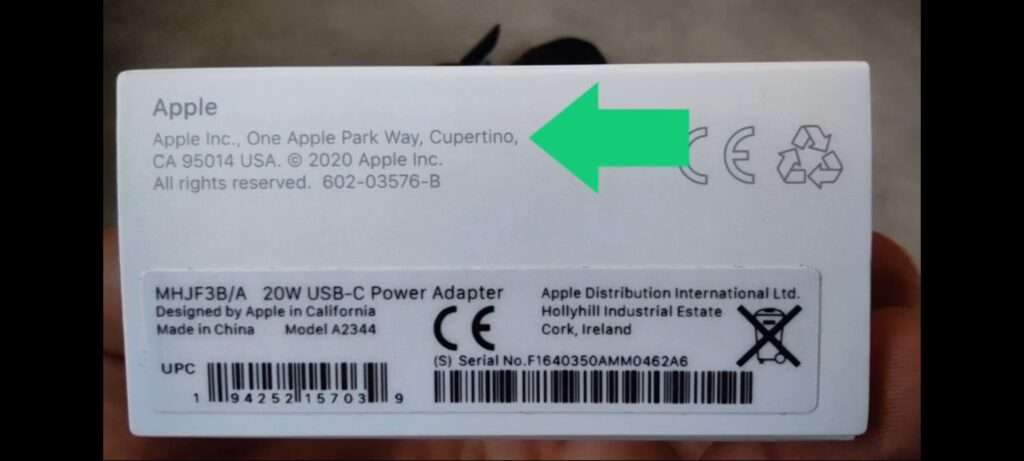 Apple
Apple Inc., One Apple Park Way, Cupertino,
CA 95014 USA. © 2020 Apple Inc.
All rights reserved. 602-03576-B
CE
MHJF3B/A 20W USB-C Power Adapter
Designed by Apple in California
Made in China Model A2344
CE
Apple Distribution International Ltd.
Hollyhill Industrial Estate
Cork, Ireland
(S) Serial No.F1640350AMM0462A6
UPC
1 94252 15703 9